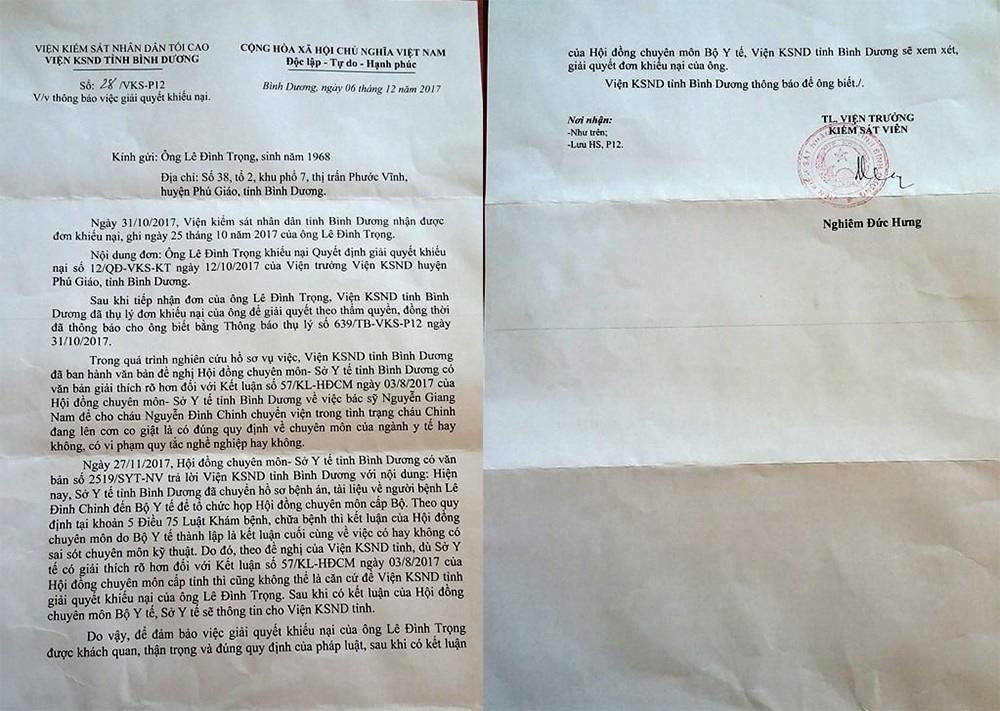 VIỆN KIỂM SÁT NHÂN DÂN TỐI CAO
VIỆN KSND TỈNH BÌNH DƯƠNG
Số: 28 /VKS-P12
V/v thông báo việc giải quyết khiếu nại.
CỘNG HÒA XÃ HỘI CHỦ NGHĨA VIỆT NAM
Độc lập - Tự do - Hạnh phúc
Bình Dương, ngày 06 tháng 12 năm 2017
Kính gửi: Ông Lê Đình Trọng, sinh năm 1968
Địa chỉ: Số 38, tổ 2, khu phố 7, thị trấn Phước Vĩnh,
huyện Phú Giáo, tỉnh Bình Dương.
Ngày 31/10/2017, Viện kiểm sát nhân dân tỉnh Bình Dương nhận được
đơn khiếu nại, ghi ngày 25 tháng 10 năm 2017 của ông Lê Đình Trọng.
Nội dung đơn: Ông Lê Đình Trọng khiếu nại Quyết định giải quyết khiếu
nại số 12/QĐ-VKS-KT ngày 12/10/2017 của Viện trưởng Viện KSND huyện
Phú Giáo, tỉnh Bình Dương.
Sau khi tiếp nhận đơn của ông Lê Đình Trọng, Viện KSND tỉnh Bình
Dương đã thụ lý đơn khiếu nại của ông để giải quyết theo thẩm quyền, đồng thời
đã thông báo cho ông biết bằng Thông báo thụ lý số 639/TB-VKS-P12 ngày
31/10/2017.
Trong quá trình nghiên cứu hồ sơ vụ việc, Viện KSND tỉnh Bình Dương
đã ban hành văn bản đề nghị Hội đồng chuyên môn- Sở Y tế tỉnh Bình Dương có
văn bản giải thích rõ hơn đối với Kết luận số 57/KL-HĐCM ngày 03/8/2017 của
Hội đồng chuyên môn- Sở Y tế tỉnh Bình Dương về việc bác sỹ Nguyễn Giang
Nam để cho cháu Nguyễn Đình Chinh chuyển viện trong tình trạng cháu Chinh
đang lên cơn co giật là có đúng quy định về chuyên môn của ngành y tế hay
không, có vi phạm quy tắc nghề nghiệp hay không.
Ngày 27/11/2017, Hội đồng chuyên môn- Sở Y tế tỉnh Bình Dương có văn
bản số 2519/SYT-NV trả lời Viện KSND tỉnh Bình Dương với nội dung: Hiện
nay, Sở Y tế tỉnh Bình Dương đã chuyển hồ sơ bệnh án, tài liệu về người bệnh Lê
Đình Chinh đến Bộ Y tế để tổ chức họp Hội đồng chuyên môn cấp Bộ. Theo quy
định tại khoản 5 Điều 75 Luật Khám bệnh, chữa bệnh thì kết luận của Hội đồng
chuyên môn do Bộ Y tế thành lập là kết luận cuối cùng về việc có hay không có
sai sót chuyên môn kỹ thuật. Do đó, theo đề nghị của Viện KSND tỉnh, dù Sở Y
tế có giải thích rõ hơn đối với Kết luận số 57/KL-HĐCM ngày 03/8/2017 của
Hội đồng chuyên môn cấp tỉnh thì cũng không thể là căn cứ để Viện KSND tỉnh
giải quyết khiếu nại của ông Lê Đình Trọng. Sau khi có kết luận của Hội đồng
chuyên môn Bộ Y tế, Sở Y tế sẽ thông tin cho Viện KSND tỉnh.
Do vậy, để đảm bảo việc giải quyết khiếu nại của ông Lê Đình Trọng
được khách quan, thận trọng và đúng quy định của pháp luật, sau khi có kết luận
của Hội đồng chuyên môn Bộ Y tế, Viện KSND tỉnh Bình Dương sẽ xem xét,
giải quyết đơn khiếu nại của ông.
Viện KSND tỉnh Bình Dương thông báo để ông biết./.
Nơi nhận:
-Như trên;
-Lưu HS, P12.
TL. VIỆN TRƯỞNG
KIỂM SÁT VIÊN
Nghiêm Đức Hưng